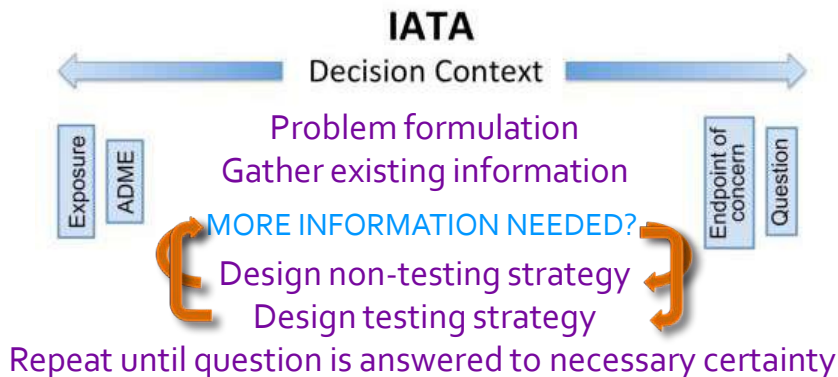 IATA
Decision Context
Exposure
ADME
Problem formulation
Gather existing information
MORE INFORMATION NEEDED?
Design non-testing strategy
Design testing strategy
Repeat until question is answered to necessary certainty
Endpoint of
concern
Question